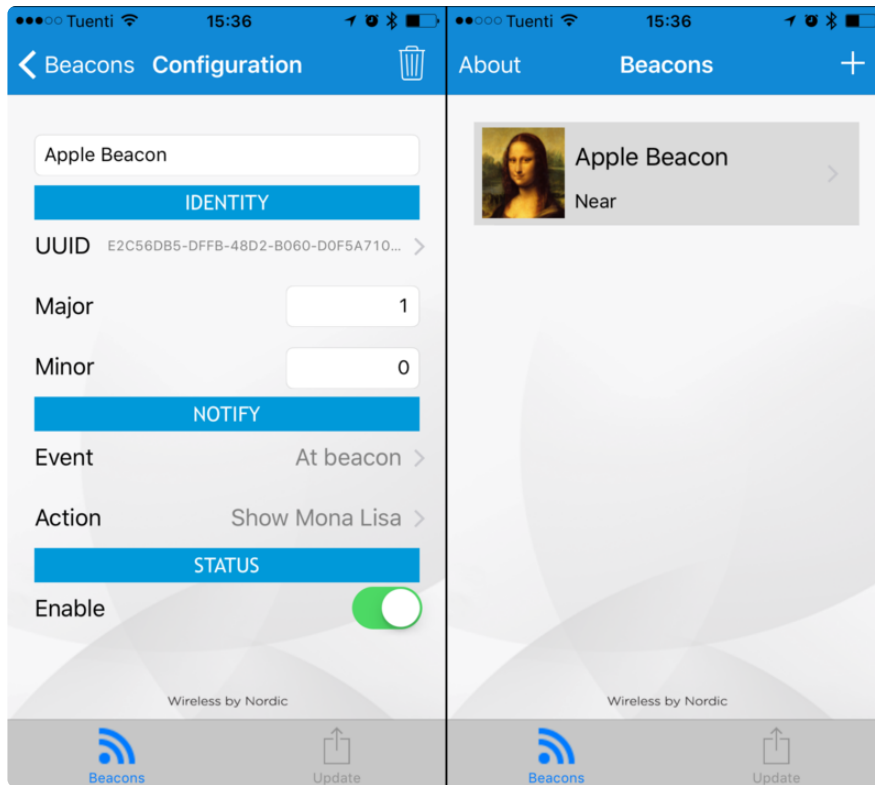 Tuenti 15:36
Beacons Configuration
Apple Beacon
IDENTITY
UUID E2C56DB5-DFFB-48D2-B060-D0F5A710...
Major 1
Minor 0
NOTIFY
Event At beacon
Action Show Mona Lisa
STATUS
Enable
Wireless by Nordic
Beacons Update
Tuenti 15:36
About Beacons +
Apple Beacon
Near
Wireless by Nordic
Beacons Update